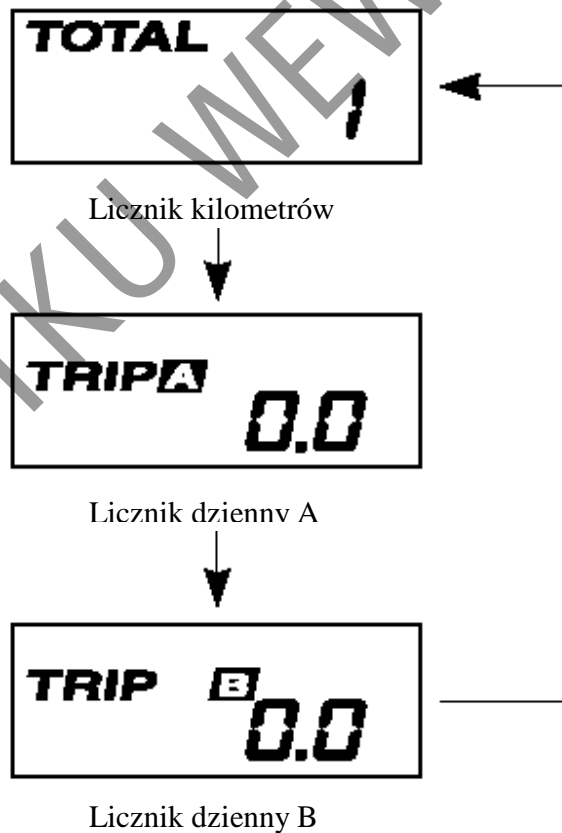 TOTAL
1
Licznik kilometrów
TRIP A
0.0
Licznik dzienny A
TRIP B
0.0
Licznik dzienny B